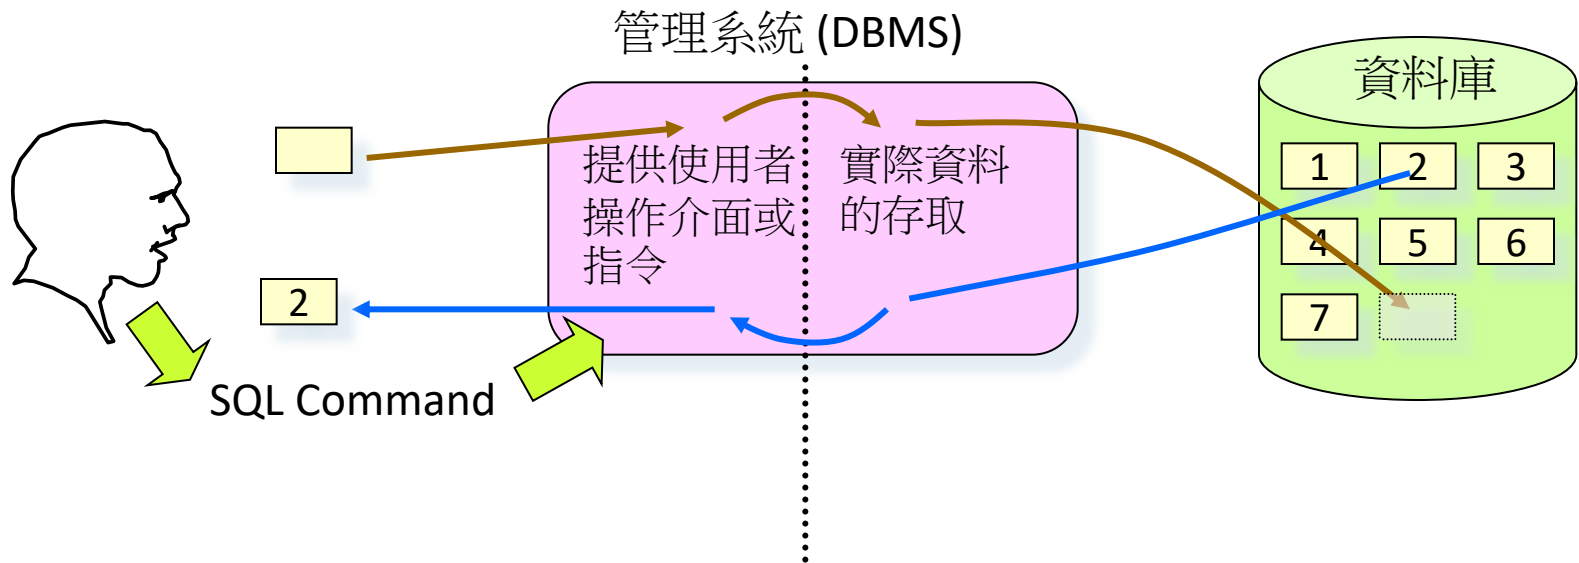 管理系統 (DBMS)
資料庫
提供使用者
操作介面或
指令
實際資料
的存取
1 2 3
4 5 6
7
2
SQL Command